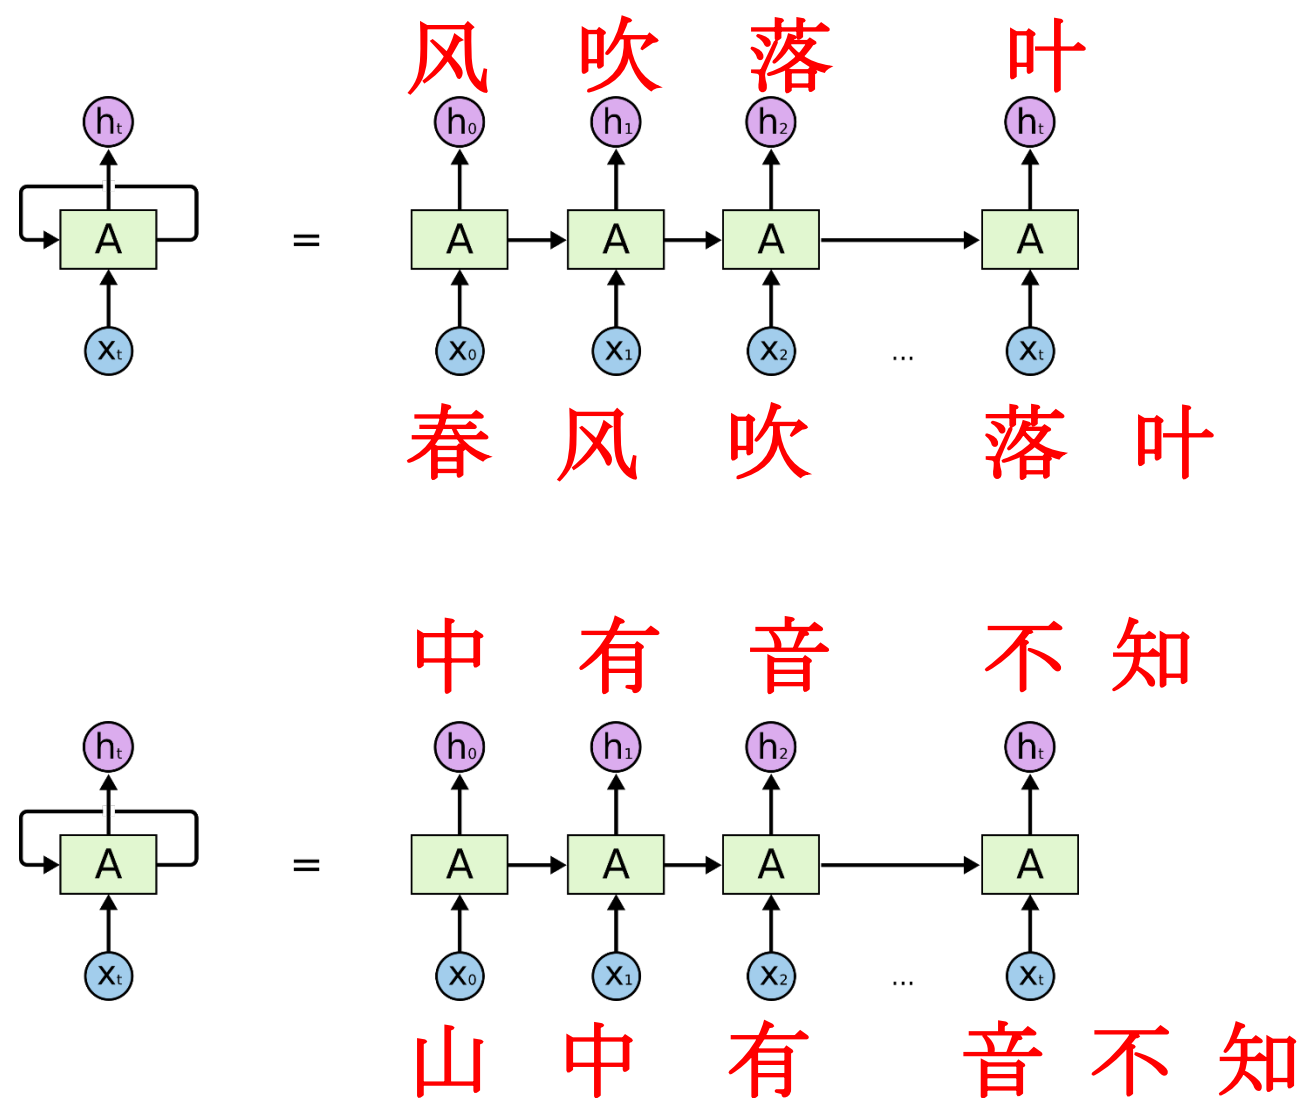 风 吹 落 叶
ht h0 h1 h2 ht
A = A A A A
xt x0 x1 x2 ... xt
春 风 吹 落 叶
中 有 音 不 知
ht h0 h1 h2 ht
A = A A A A
xt x0 x1 x2 ... xt
山 中 有 音 不 知